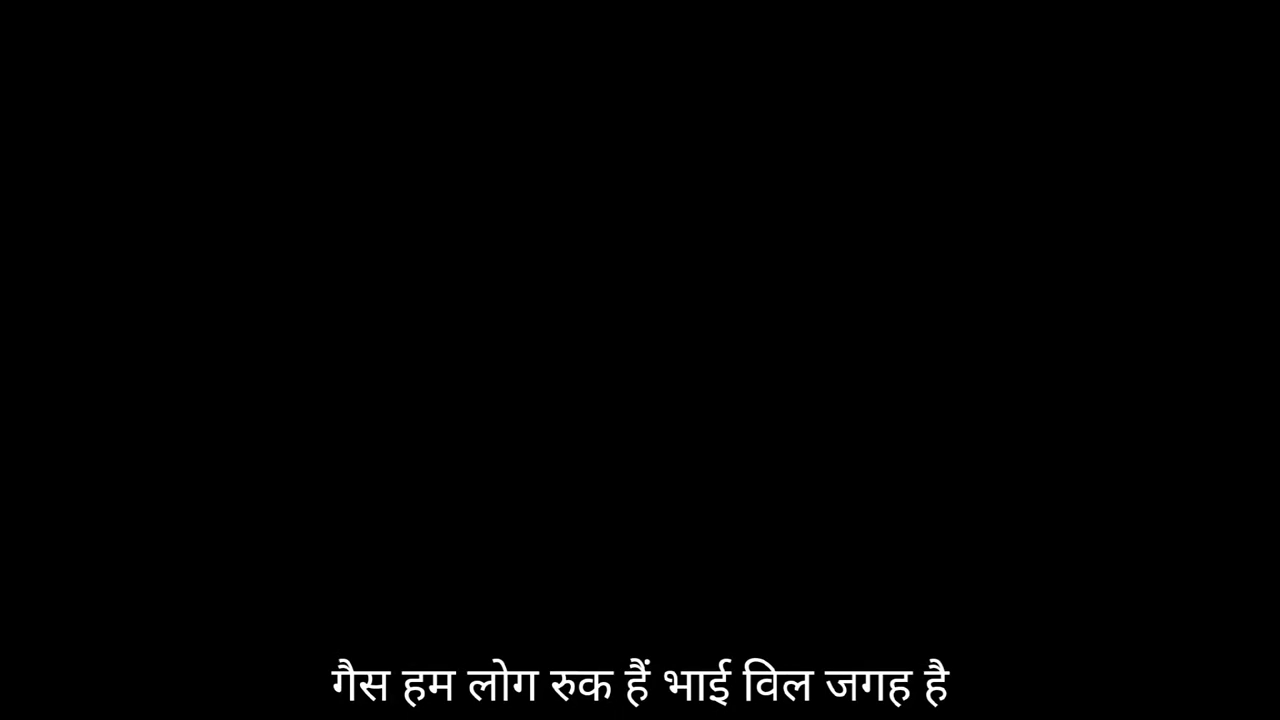 गैस हम लोग रुक हैं भाई विल जगह है